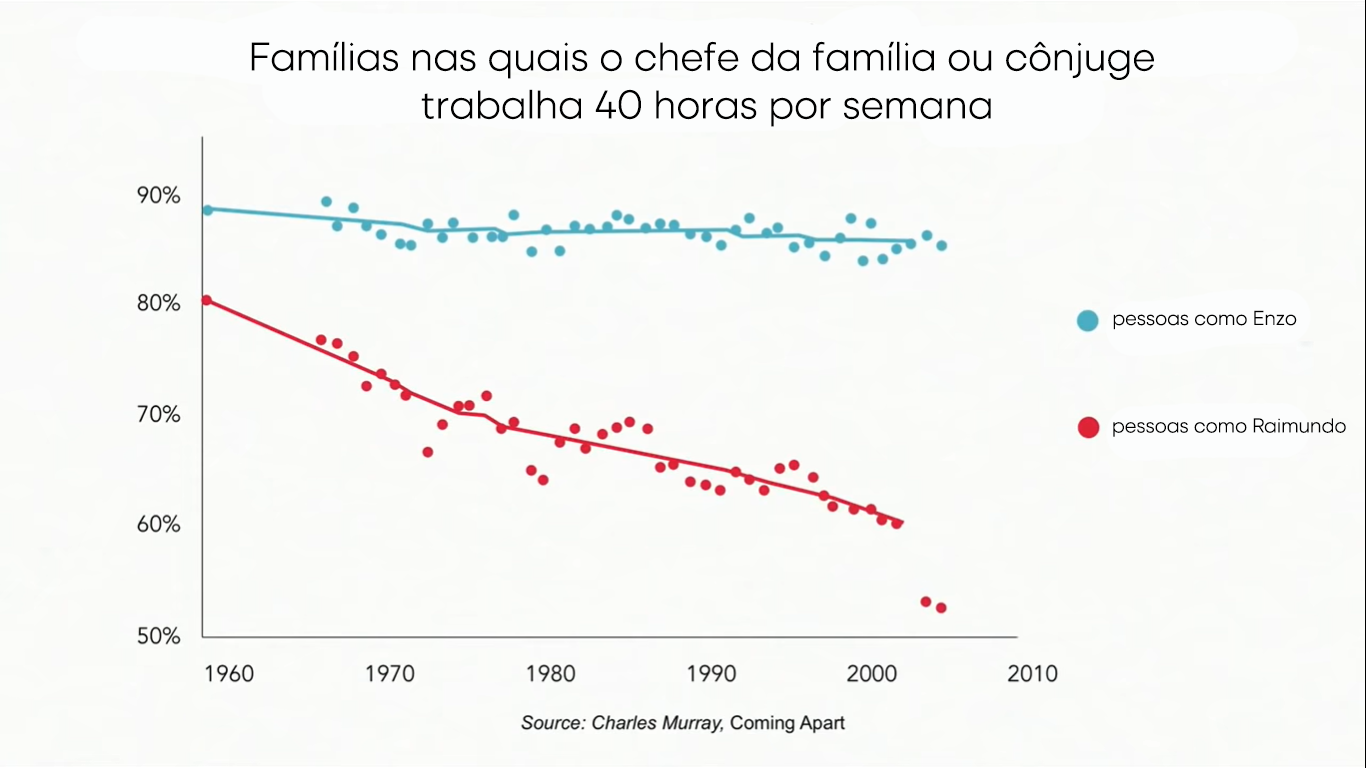 Famílias nas quais o chefe da família ou cônjuge
trabalha 40 horas por semana
90%
80%
70%
60%
50%
1960 1970 1980 1990 2000 2010
pessoas como Enzo
pessoas como Raimundo
Source: Charles Murray, Coming Apart